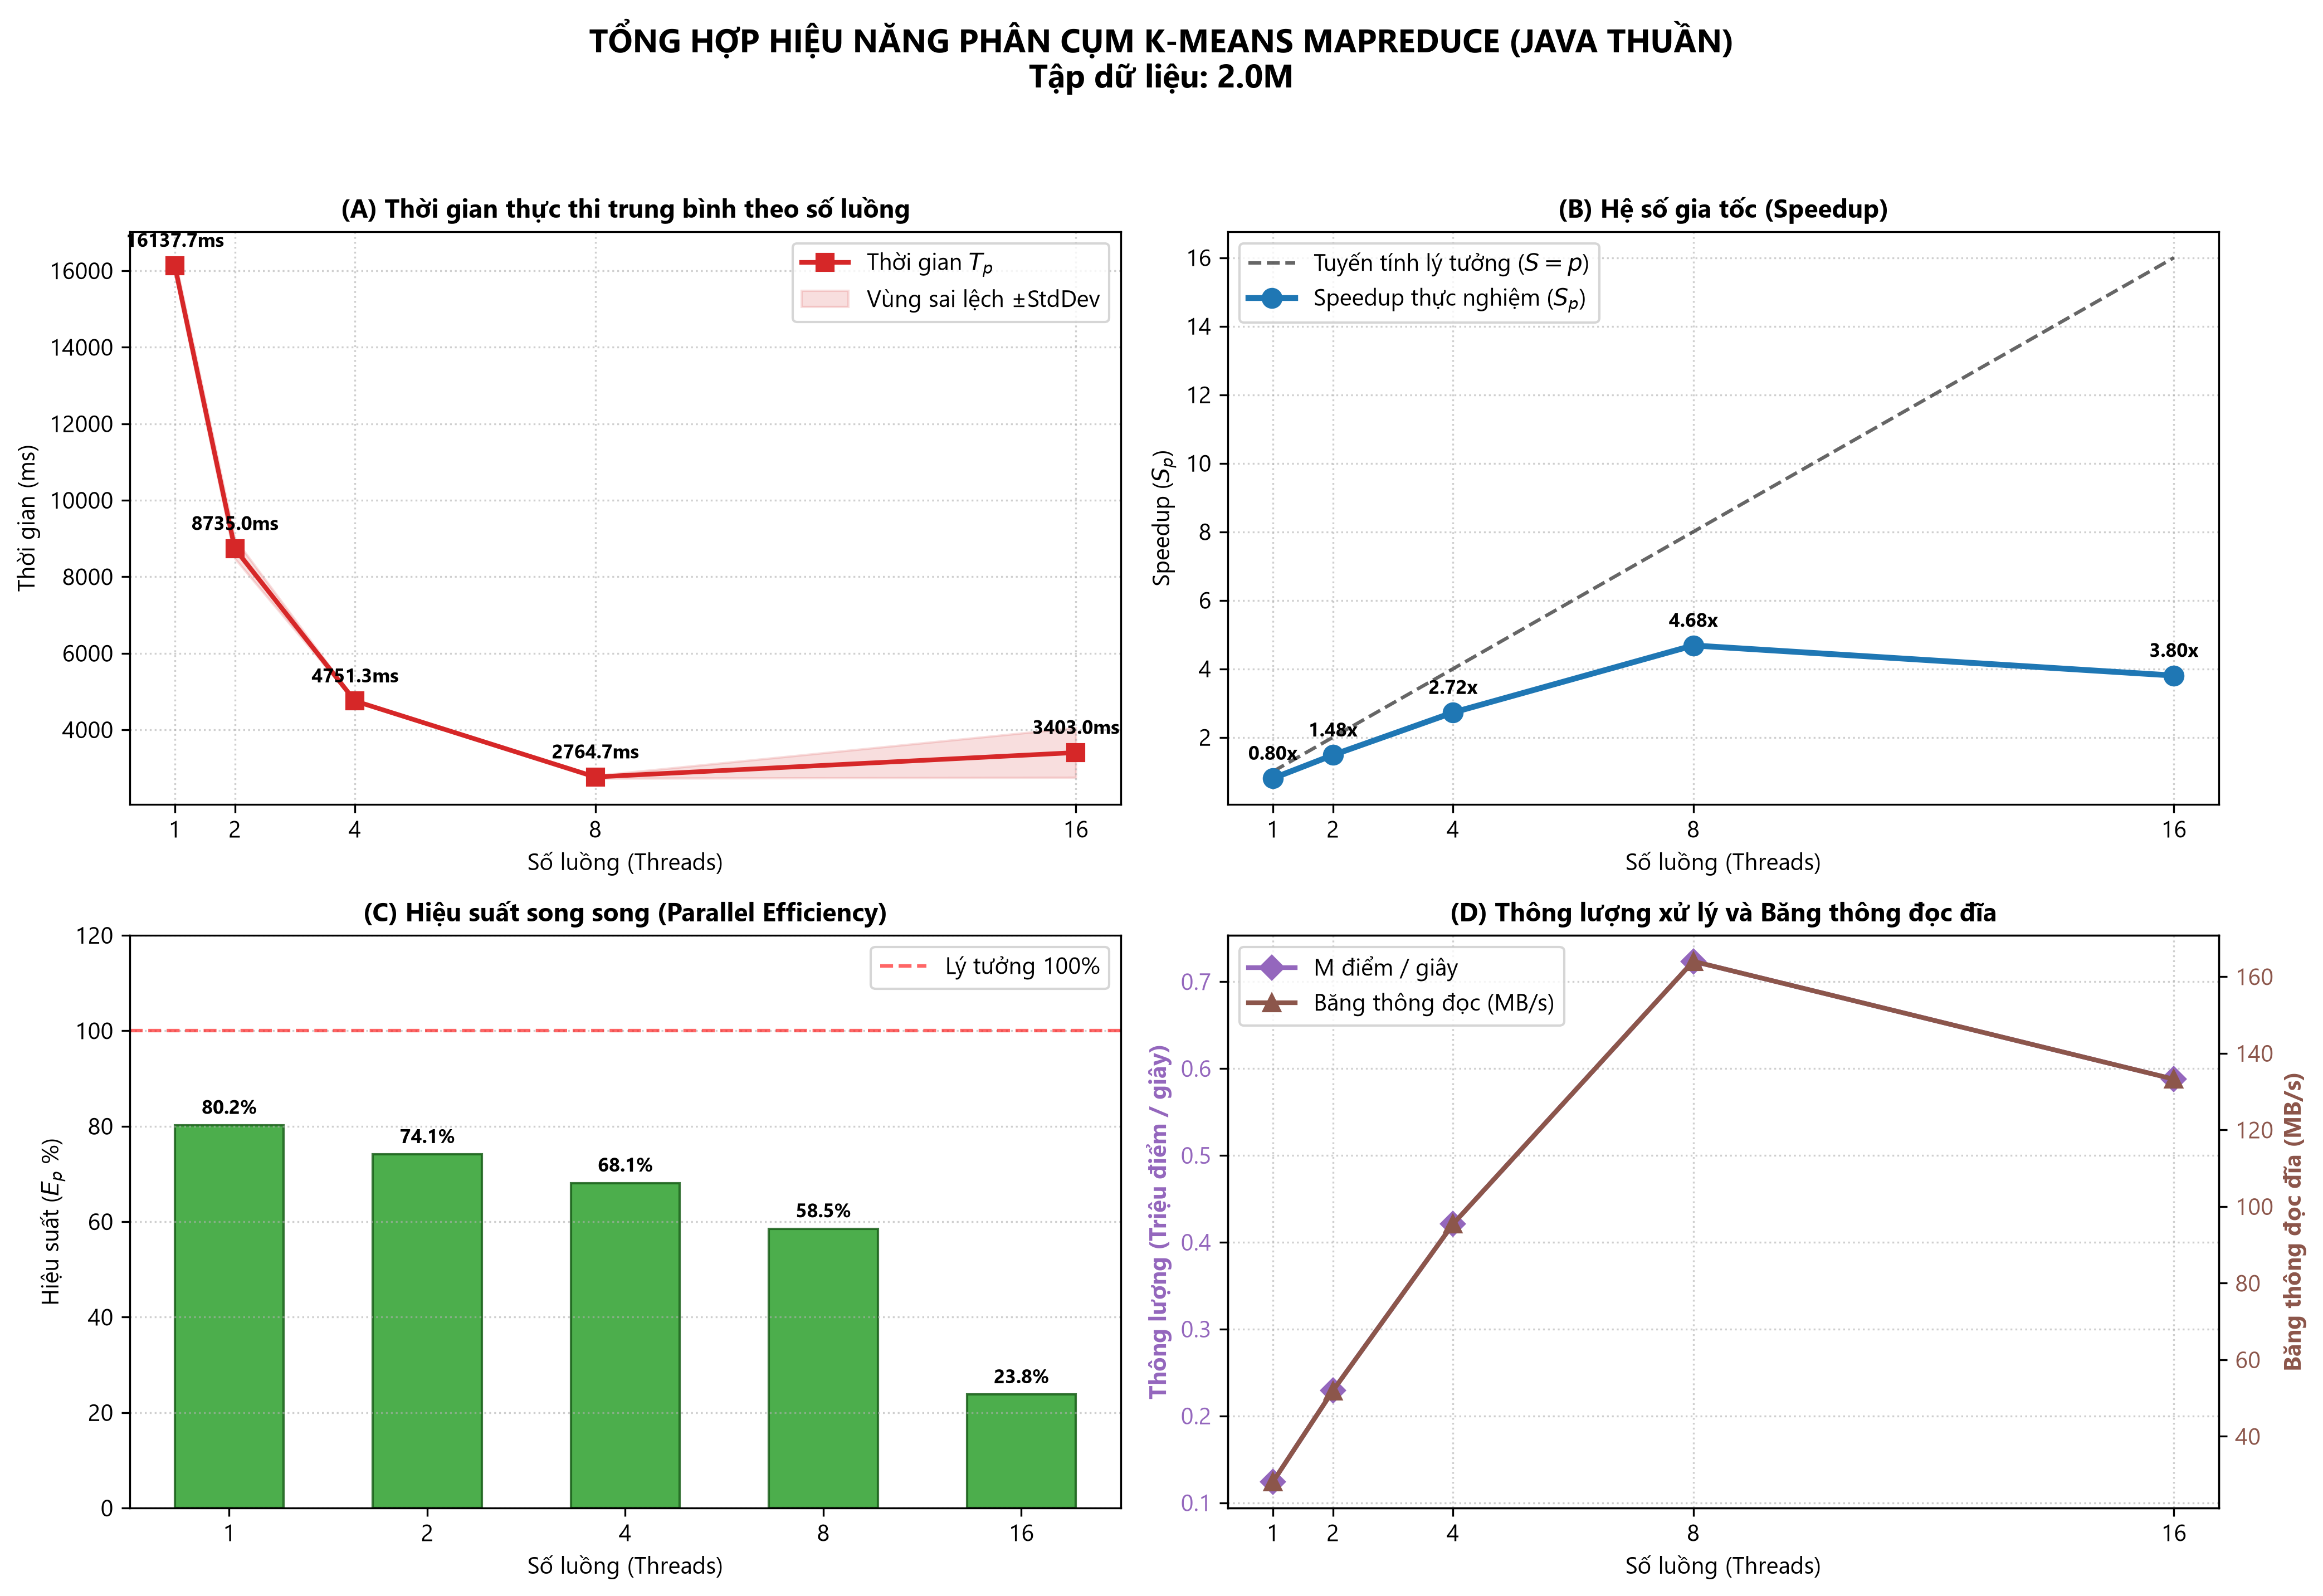 TỔNG HỢP HIỆU NĂNG PHÂN CỤM K-MEANS MAPREDUCE (JAVA THUẦN)
Tập dữ liệu: 2.0M
(A) Thời gian thực thi trung bình theo số luồng
Thời gian (ms)
16000
14000
12000
10000
8000
6000
4000
16137.7ms
8735.0ms
4751.3ms
2764.7ms
3403.0ms
Thời gian Tp
Vùng sai lệch ±StdDev
1
2
4
8
16
Số luồng (Threads)
(B) Hệ số gia tốc (Speedup)
Speedup (Sp)
16
14
12
10
8
6
4
2
Tuyến tính lý tưởng (S = p)
Speedup thực nghiệm (Sp)
0.80x
1.48x
2.72x
4.68x
3.80x
1
2
4
8
16
Số luồng (Threads)
(C) Hiệu suất song song (Parallel Efficiency)
Hiệu suất (Ep %)
120
100
80
60
40
20
0
Lý tưởng 100%
80.2%
74.1%
68.1%
58.5%
23.8%
1
2
4
8
16
Số luồng (Threads)
(D) Thông lượng xử lý và Băng thông đọc đĩa
Thông lượng (Triệu điểm / giây)
0.7
0.6
0.5
0.4
0.3
0.2
0.1
M điểm / giây
Băng thông đọc (MB/s)
160
140
120
100
80
60
40
Băng thông đọc đĩa (MB/s)
1
2
4
8
16
Số luồng (Threads)